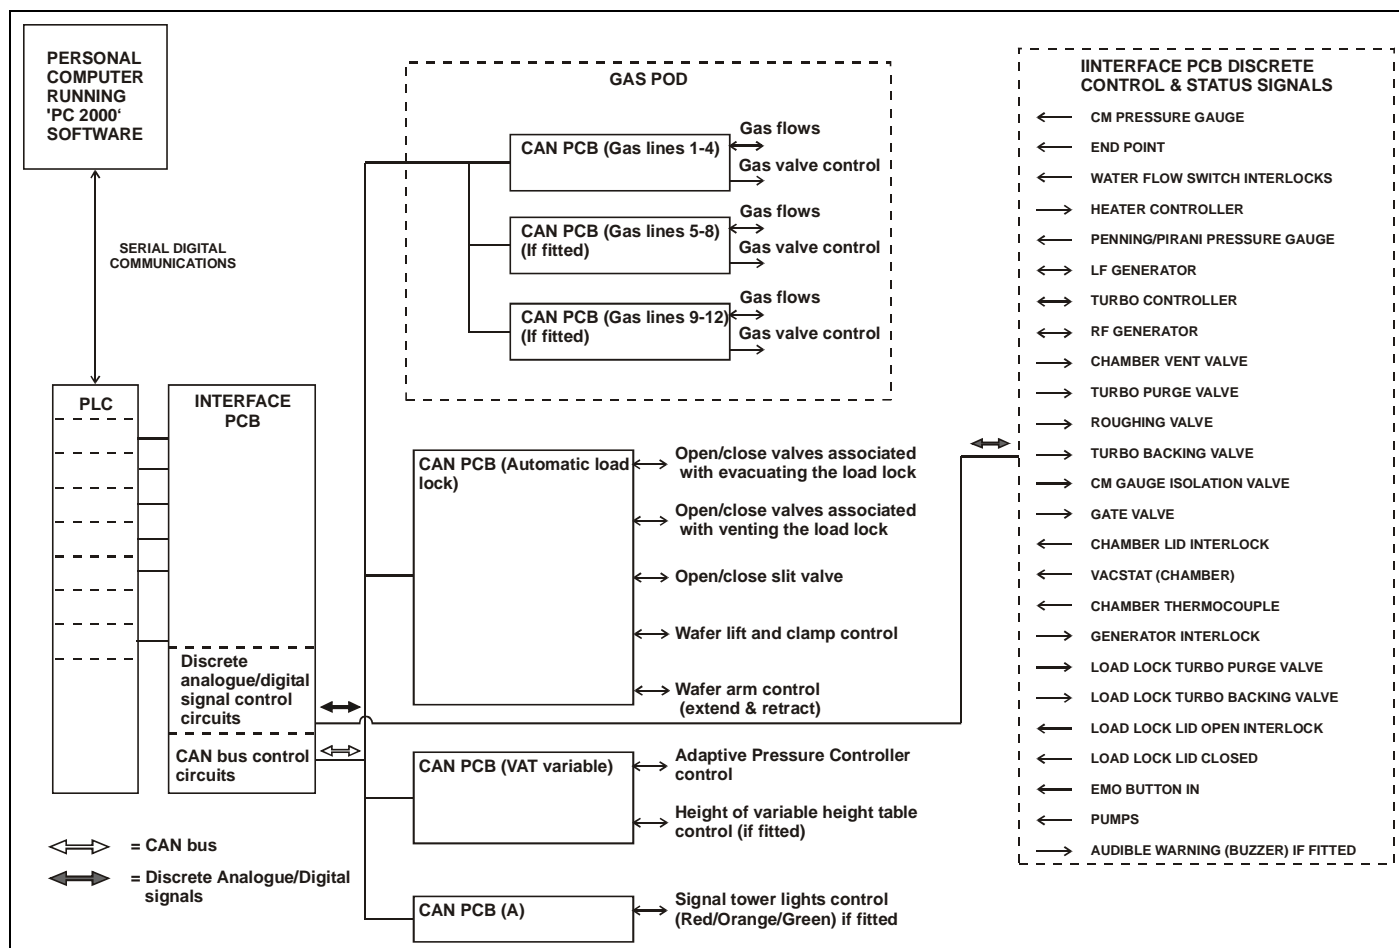 PERSONAL
COMPUTER
RUNNING
'PC 2000‘
SOFTWARE
SERIAL DIGITAL
COMMUNICATIONS
PLC
INTERFACE
PCB
Discrete
analogue/digital
signal control
circuits
CAN bus control
circuits
= CAN bus
= Discrete Analogue/Digital
signals
GAS POD
CAN PCB (Gas lines 1-4)
Gas flows
Gas valve control
CAN PCB (Gas lines 5-8)
(If fitted)
Gas flows
Gas valve control
CAN PCB (Gas lines 9-12)
(If fitted)
Gas flows
Gas valve control
CAN PCB (Automatic load
lock)
Open/close valves associated
with evacuating the load lock
Open/close valves associated
with venting the load lock
Open/close slit valve
Wafer lift and clamp control
Wafer arm control
(extend & retract)
CAN PCB (VAT variable)
Adaptive Pressure Controller
control
Height of variable height table
control (if fitted)
CAN PCB (A)
Signal tower lights control
(Red/Orange/Green) if fitted
IINTERFACE PCB DISCRETE
CONTROL & STATUS SIGNALS
CM PRESSURE GAUGE
END POINT
WATER FLOW SWITCH INTERLOCKS
HEATER CONTROLLER
PENNING/PIRANI PRESSURE GAUGE
LF GENERATOR
TURBO CONTROLLER
RF GENERATOR
CHAMBER VENT VALVE
TURBO PURGE VALVE
ROUGHING VALVE
TURBO BACKING VALVE
CM GAUGE ISOLATION VALVE
GATE VALVE
CHAMBER LID INTERLOCK
VACSTAT (CHAMBER)
CHAMBER THERMOCOUPLE
GENERATOR INTERLOCK
LOAD LOCK TURBO PURGE VALVE
LOAD LOCK TURBO BACKING VALVE
LOAD LOCK LID OPEN INTERLOCK
LOAD LOCK LID CLOSED
EMO BUTTON IN
PUMPS
AUDIBLE WARNING (BUZZER) IF FITTED